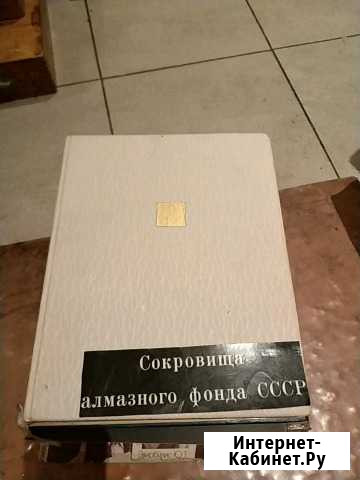 Сокровища
алмазного фонда СССР
Интернет-
Кабинет.Ру